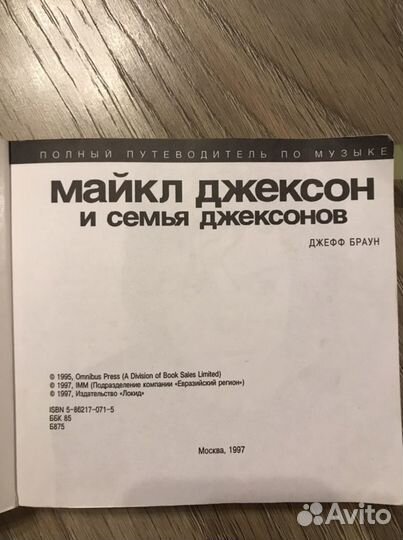 ПОЛНЫЙ ПУТЕВОДИТЕЛЬ ПО МУЗЫКЕ
майкл джексон
и семья джексонов
ДЖЕФФ БРАУН
© 1995, Omnibus Press (A Division of Book Sales Limited)
© 1997, IMM (Подразделение компании «Евразийский регион»)
© 1997, Издательство «Локид»
ISBN 5-86217-071-5
ББК 85
Б875
Москва, 1997
Avito